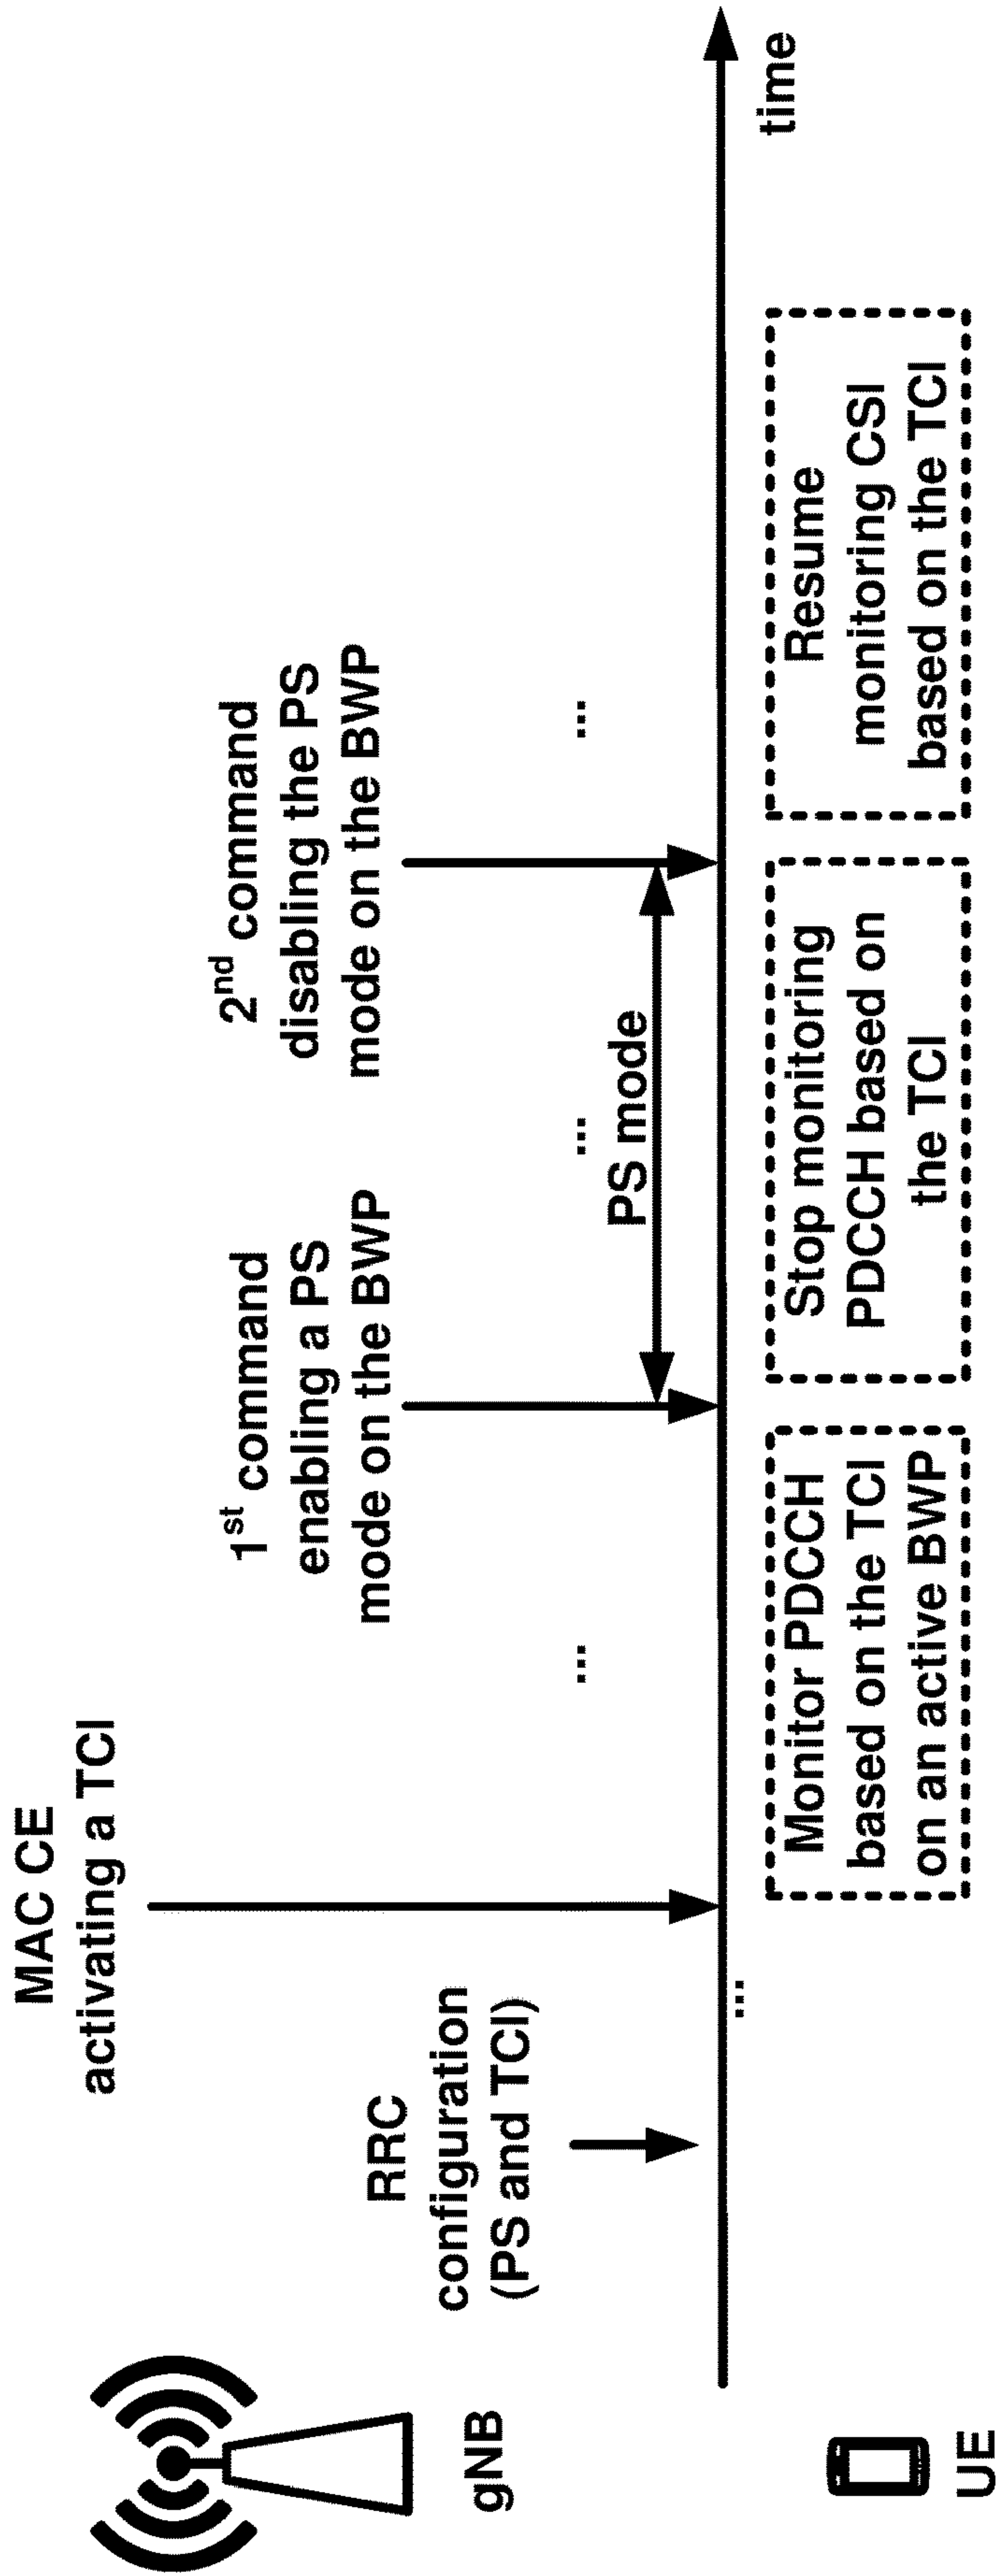 MAC CE
activating a TCI
RRC
configuration
(PS and TCI)
1st command
enabling a PS
mode on the BWP
2nd command
disabling the PS
mode on the BWP
...
...
...
PS mode
gNB
time
...
Monitor PDCCH
based on the TCI
on an active BWP
Stop monitoring
PDCCH based on
the TCI
Resume
monitoring CSI
based on the TCI
UE